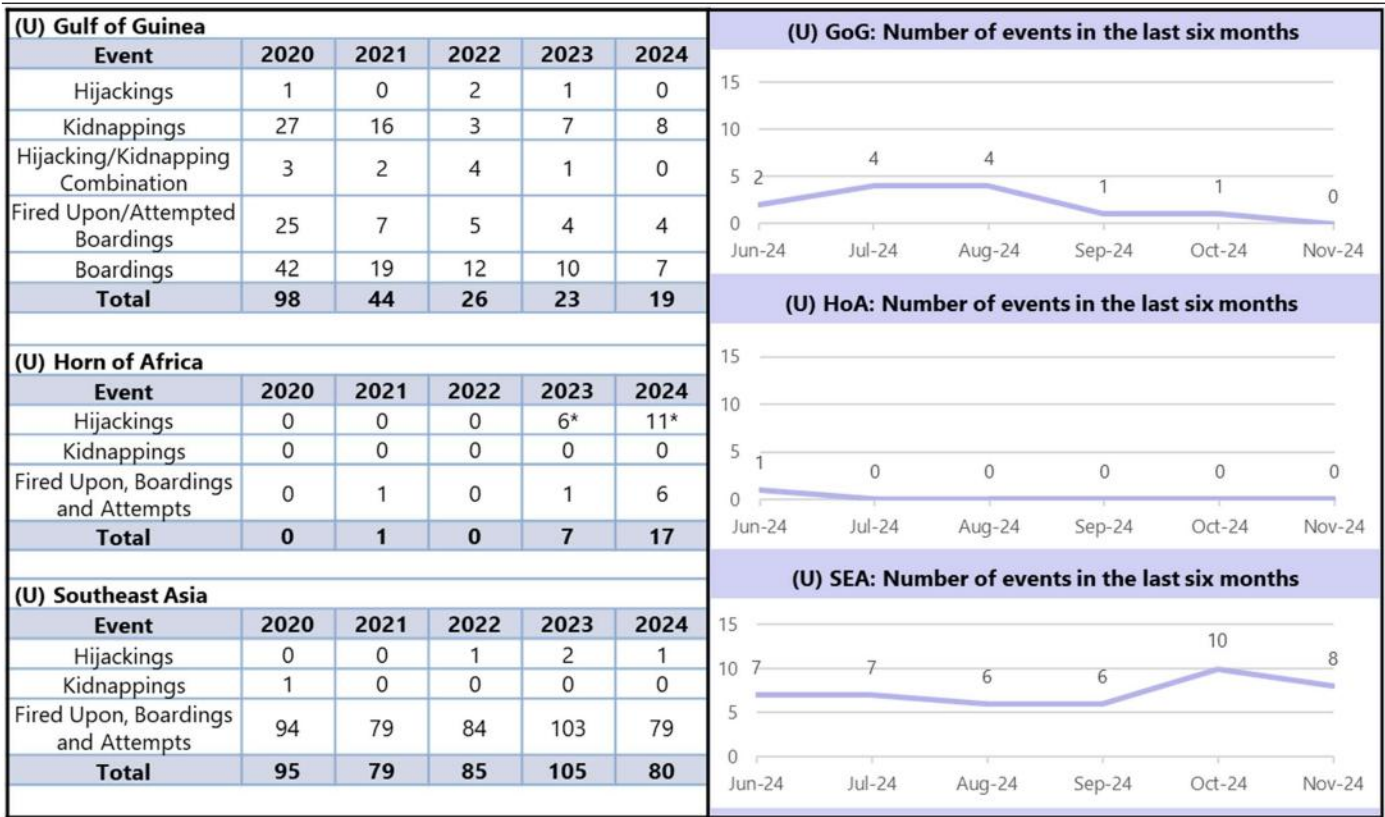 (U) Gulf of Guinea
Event 2020 2021 2022 2023 2024
Hijackings 1 0 2 1 0
Kidnappings 27 16 3 7 8
Hijacking/Kidnapping
Combination 3 2 4 1 0
Fired Upon/Attempted
Boardings 25 7 5 4 4
Boardings 42 19 12 10 7
Total 98 44 26 23 19
(U) Horn of Africa
Event 2020 2021 2022 2023 2024
Hijackings 0 0 0 6* 11*
Kidnappings 0 0 0 0 0
Fired Upon, Boardings
and Attempts 0 1 0 1 6
Total 0 1 0 7 17
(U) Southeast Asia
Event 2020 2021 2022 2023 2024
Hijackings 0 0 1 2 1
Kidnappings 1 0 0 0 0
Fired Upon, Boardings
and Attempts 94 79 84 103 79
Total 95 79 85 105 80
(U) GoG: Number of events in the last six months
15
10
5
0
2 4 4 1 1 0
Jun-24 Jul-24 Aug-24 Sep-24 Oct-24 Nov-24
(U) HoA: Number of events in the last six months
15
10
5
0
1 0 0 0 0 0
Jun-24 Jul-24 Aug-24 Sep-24 Oct-24 Nov-24
(U) SEA: Number of events in the last six months
15
10
5
0
7 7 6 6 10 8
Jun-24 Jul-24 Aug-24 Sep-24 Oct-24 Nov-24